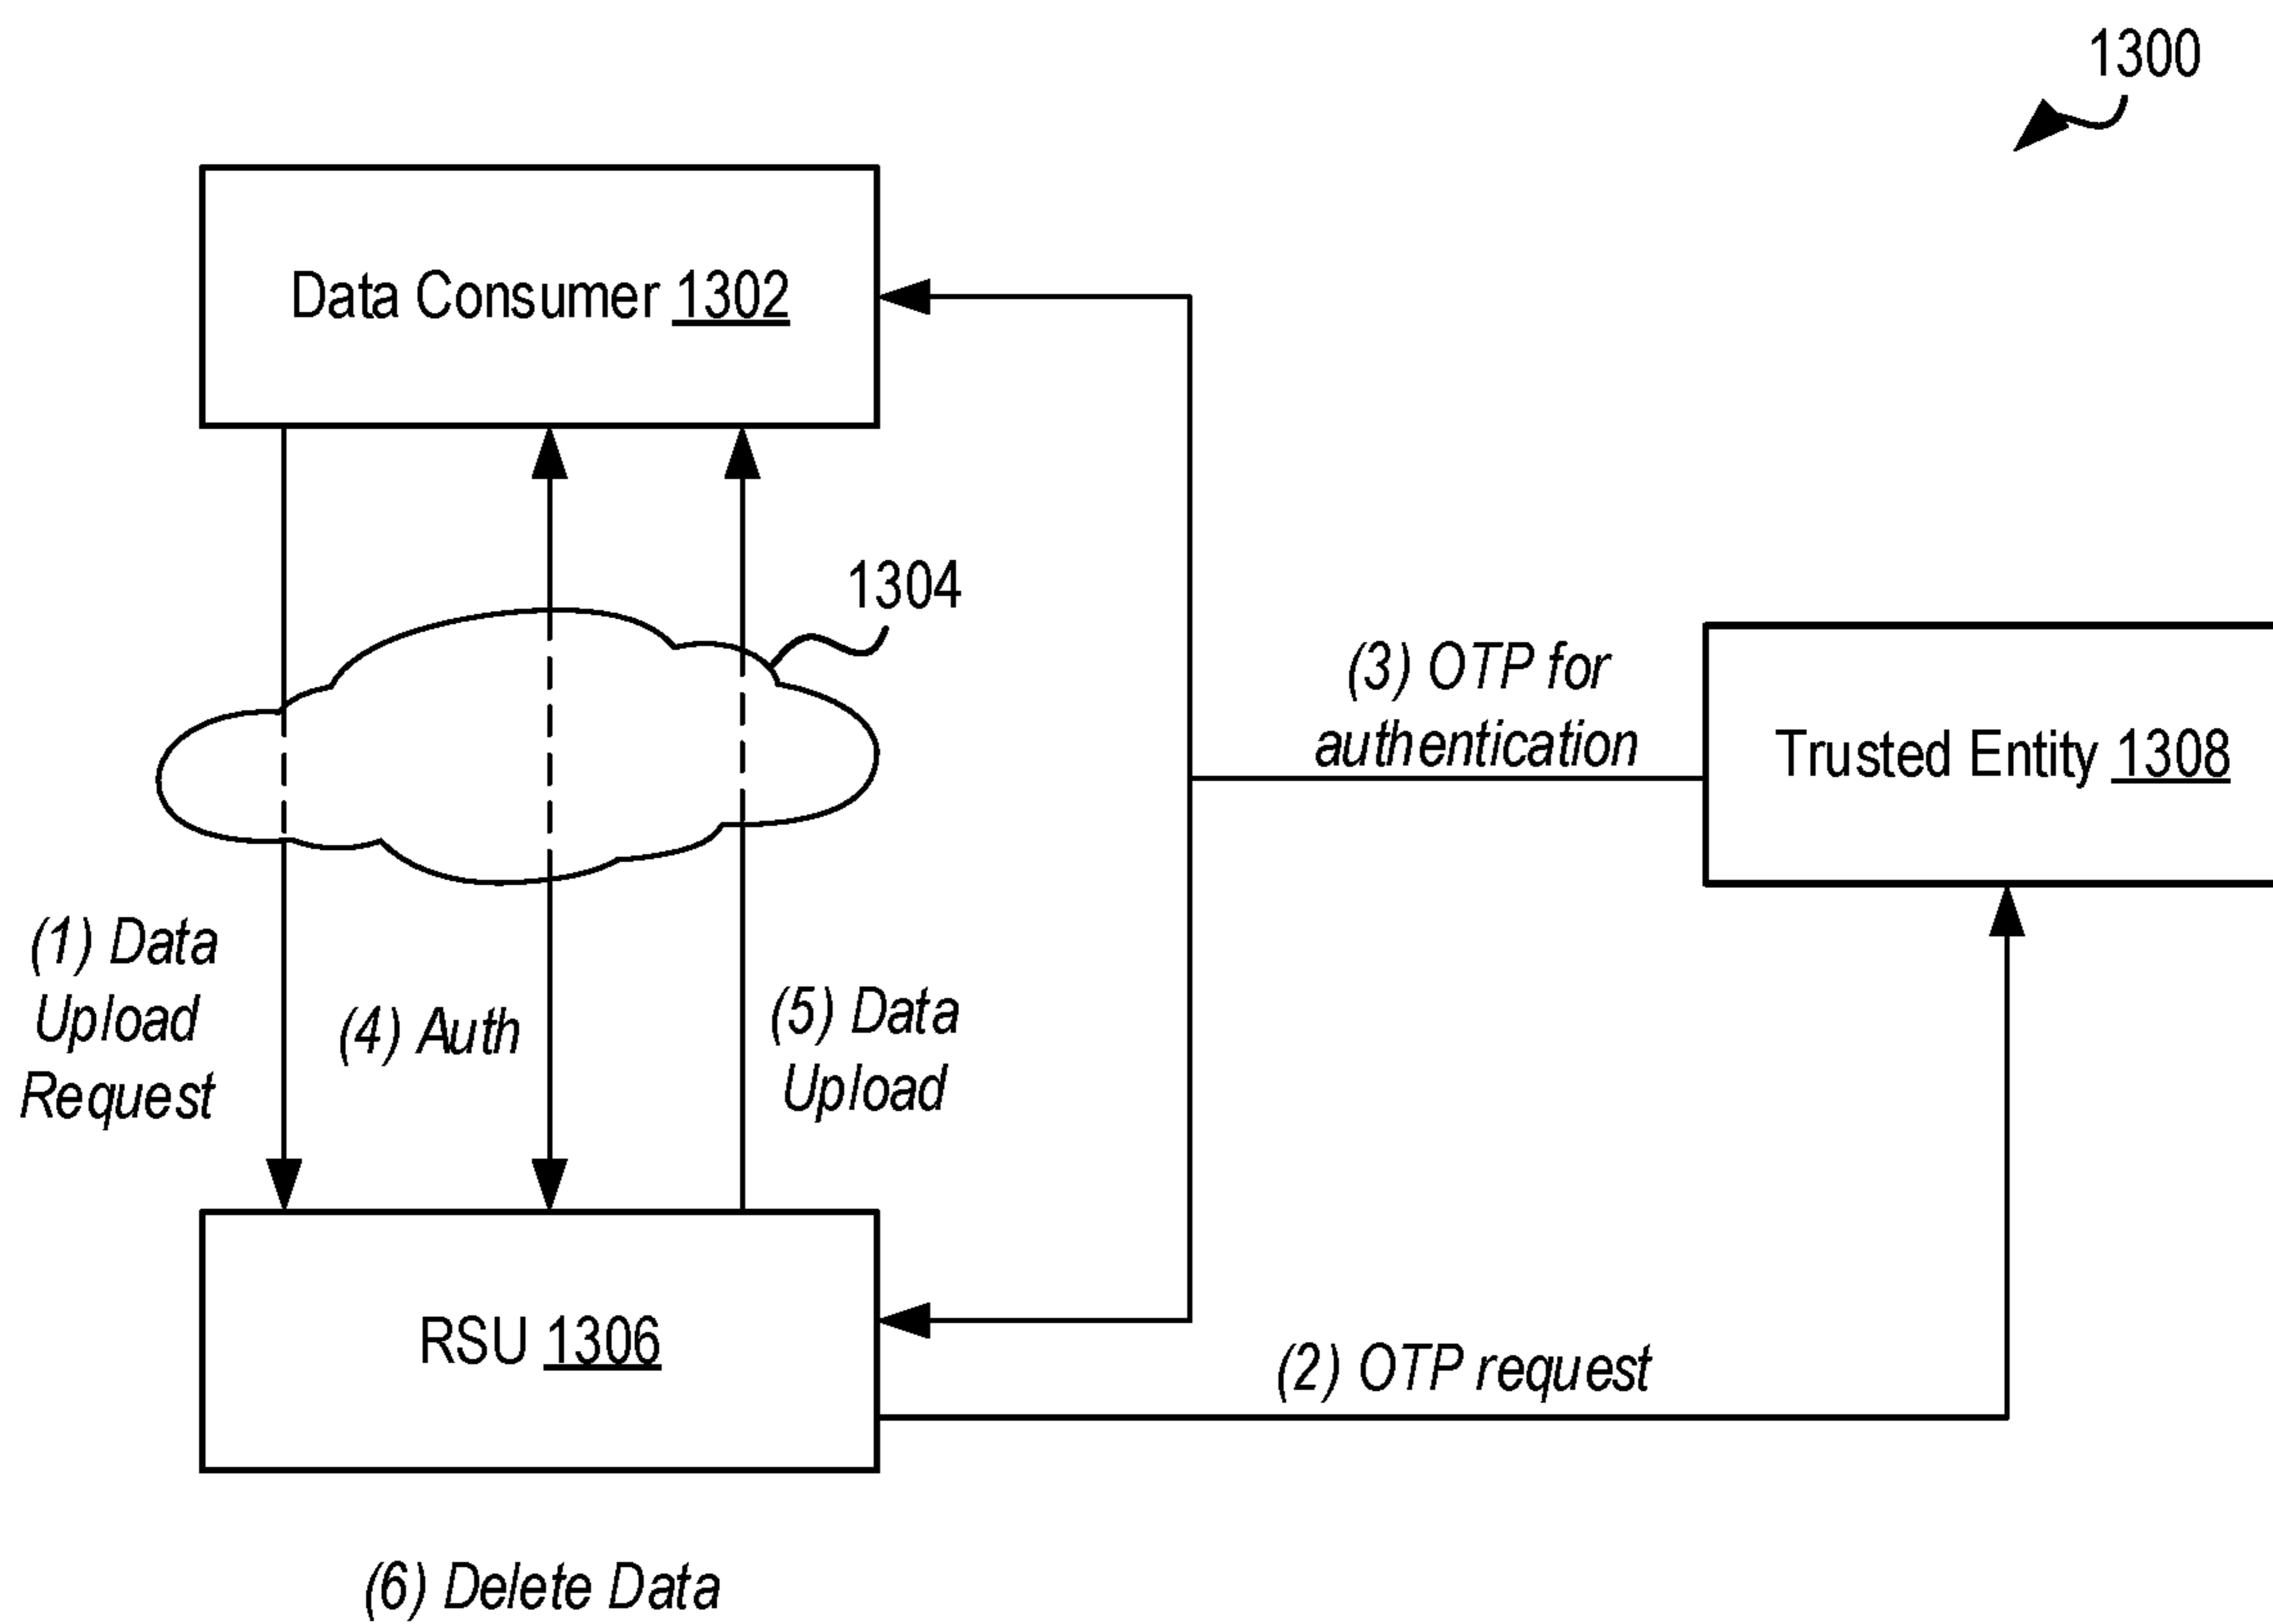 1300
Data Consumer 1302
1304
(3) OTP for
authentication
Trusted Entity 1308
(1) Data
Upload
Request
(4) Auth
(5) Data
Upload
RSU 1306
(2) OTP request
(6) Delete Data